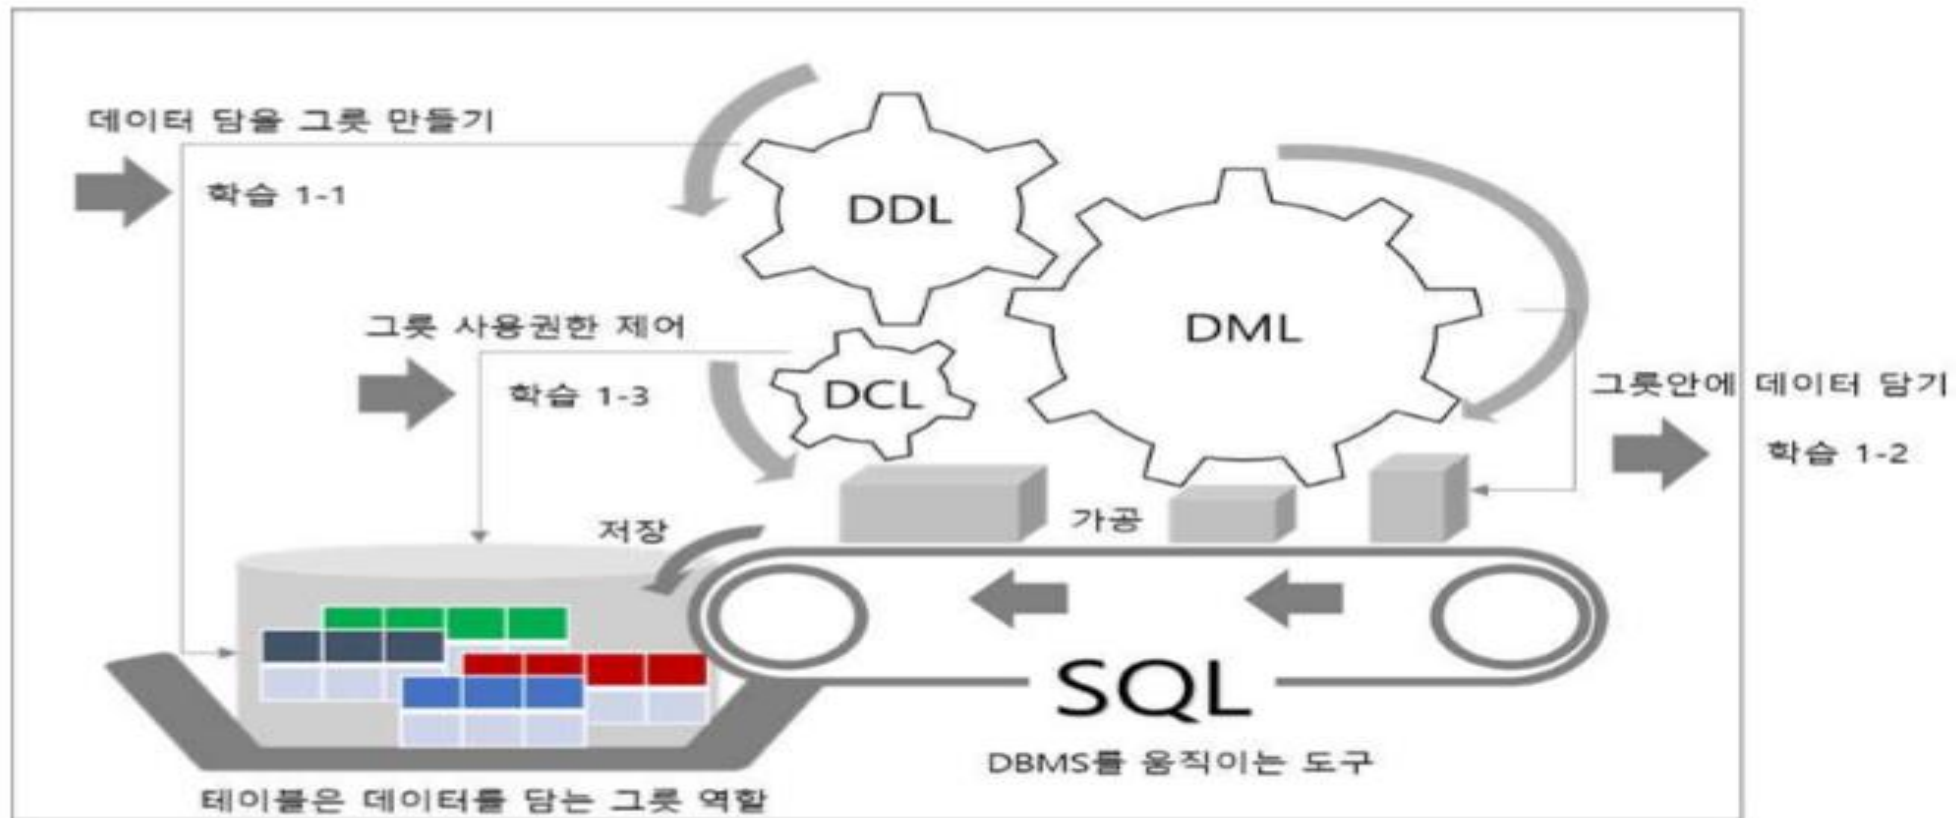 데이터 담을 그릇 만들기
학습 1-1
DDL
DML
그릇 사용권한 제어
학습 1-3
DCL
그릇안에 데이터 담기
학습 1-2
저장
가공
SQL
DBMS를 움직이는 도구
테이블은 데이터를 담는 그릇 역할